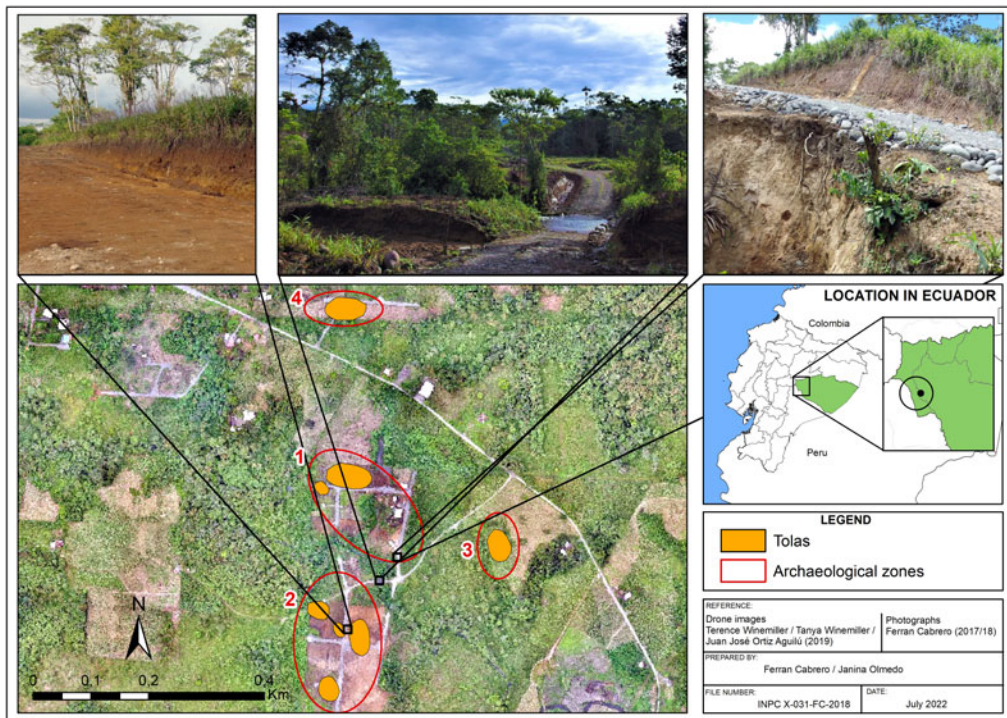 4
1
3
2
N
0 0,1 0,2 0.4
Km
LOCATION IN ECUADOR
Colombia
Peru
LEGEND
Tolas
Archaeological zones
REFERENCE:
Drone images
Terence Winemiller / Tanya Winemiller /
Juan José Ortiz Aguilú (2019)
Photographs
Ferran Cabrero (2017/18)
PREPARED BY:
Ferran Cabrero / Janina Olmedo
FILE NUMBER:
INPC X-031-FC-2018
DATE:
July 2022